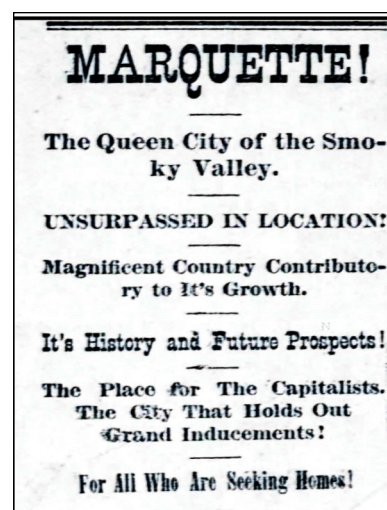 MARQUETTE!
The Queen City of the Smo-
ky Valley.
UNSURPASSED IN LOCATION!
Magnificent Country Contributo-
ry to It's Growth.
It's History and Future Prospects!
The Place for The Capitalists.
The City That Holds Out
Grand Inducements!
For All Who Are Seeking Homes!